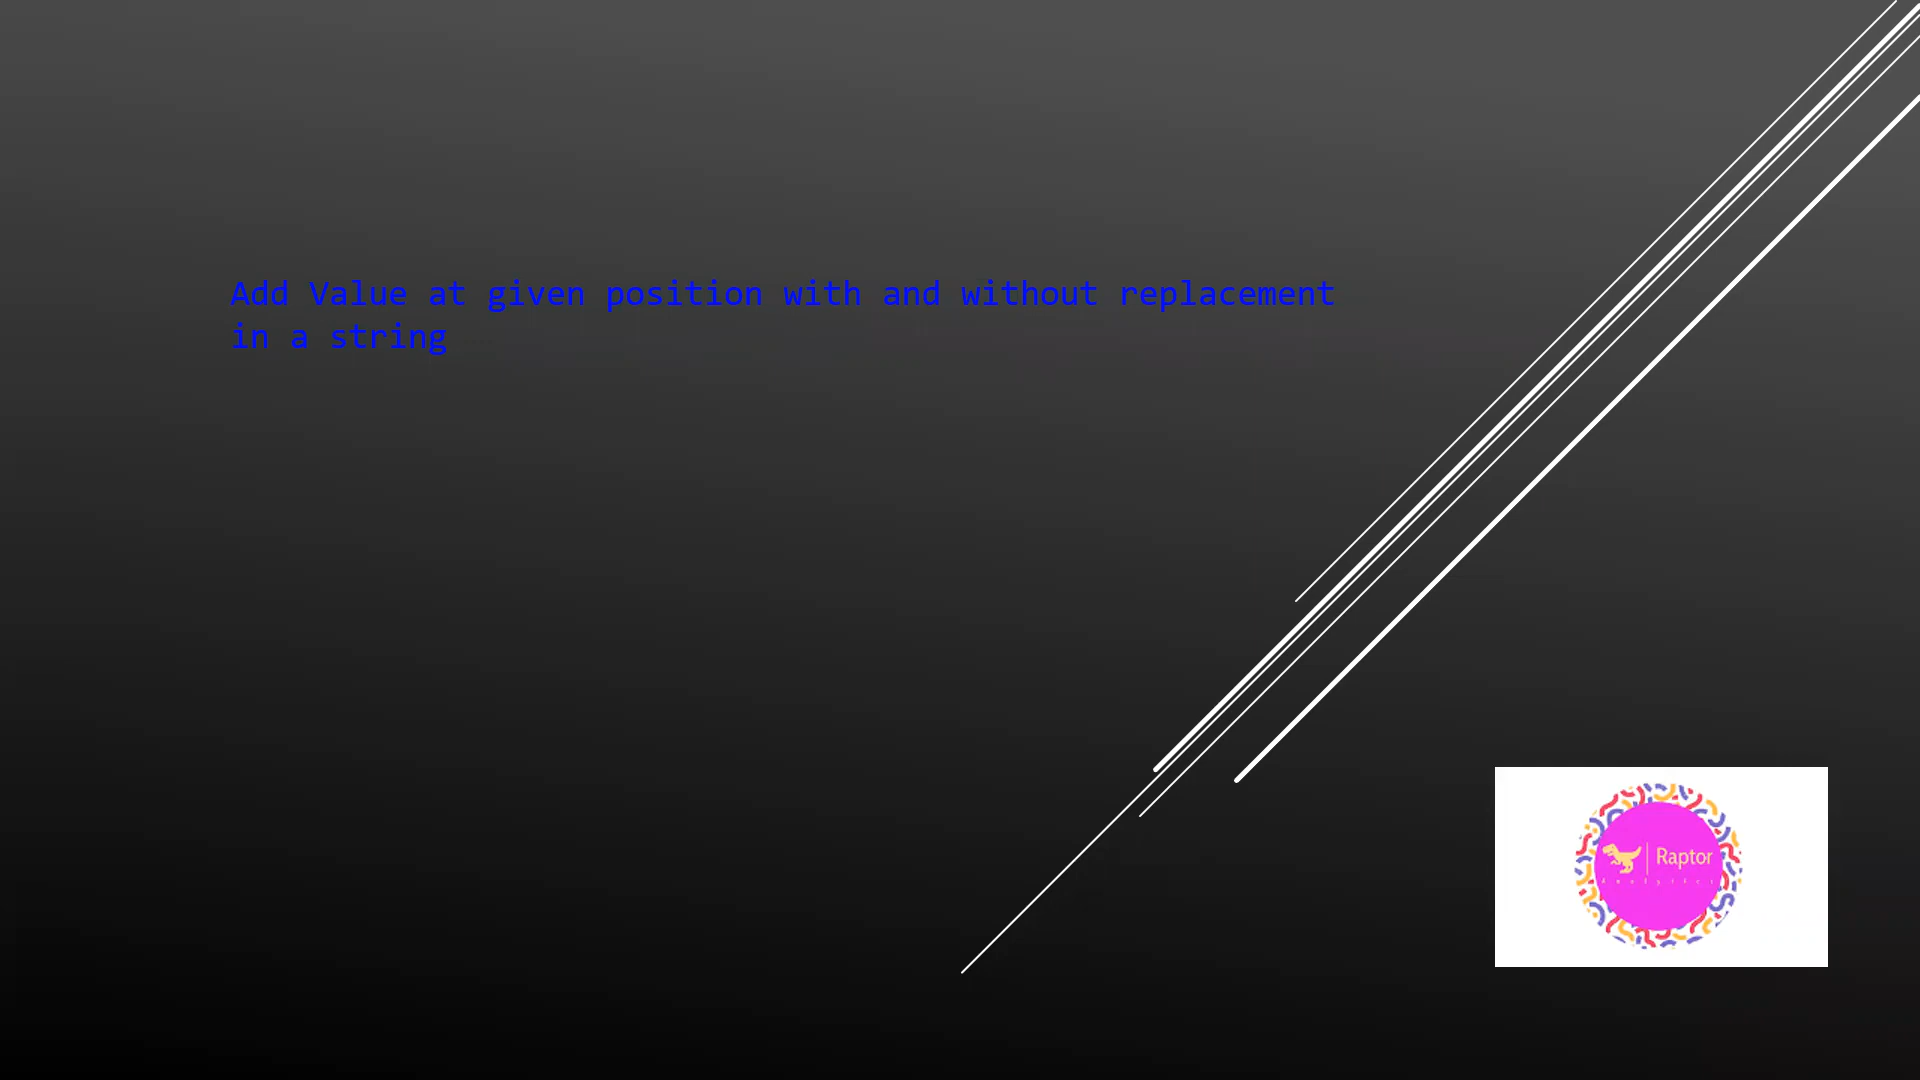 Add Value at given position with and without replacement
in a string
Raptor